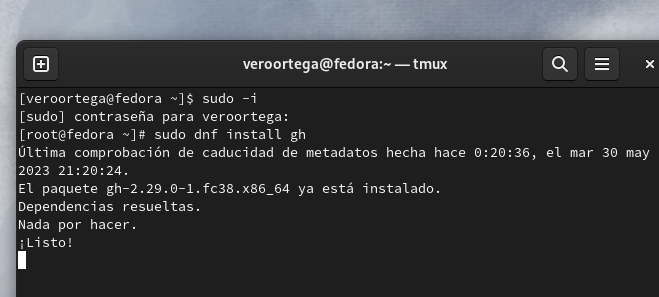 veroortega@fedora:~ — tmux
[veroortega@fedora ~]$ sudo -i
[sudo] contraseña para veroortega:
[root@fedora ~]# sudo dnf install gh
Última comprobación de caducidad de metadatos hecha hace 0:20:36, el mar 30 may
2023 21:20:24.
El paquete gh-2.29.0-1.fc38.x86_64 ya está instalado.
Dependencias resueltas.
Nada por hacer.
¡Listo!